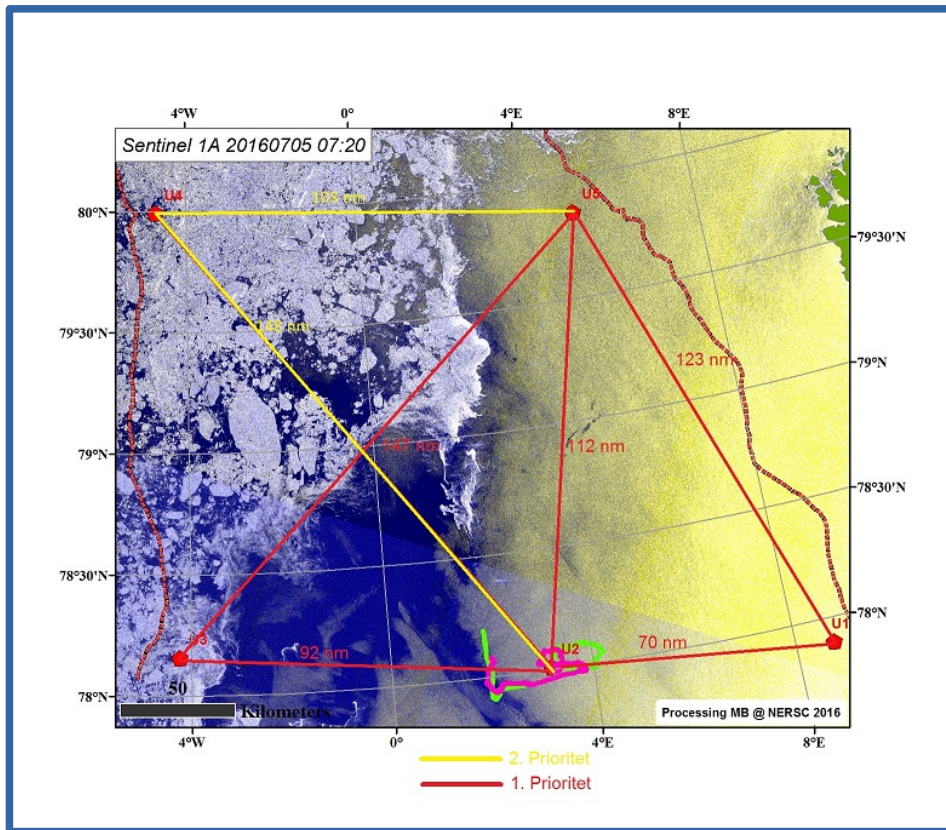 4°W 0° 4°E 8°E
Sentinel 1A 20160705 07:20
U4 U5
103 nm
80°N
79°30'N
148 nm
79°30'N
123 nm
79°N
141 nm
112 nm
79°N
78°30'N
78°30'N
78°N
U1
U3 U2
92 nm 70 nm
50
78°N
Kilometers
Processing MB @ NERSC 2016
4°W 0° 4°E 8°E
2. Prioritet
1. Prioritet